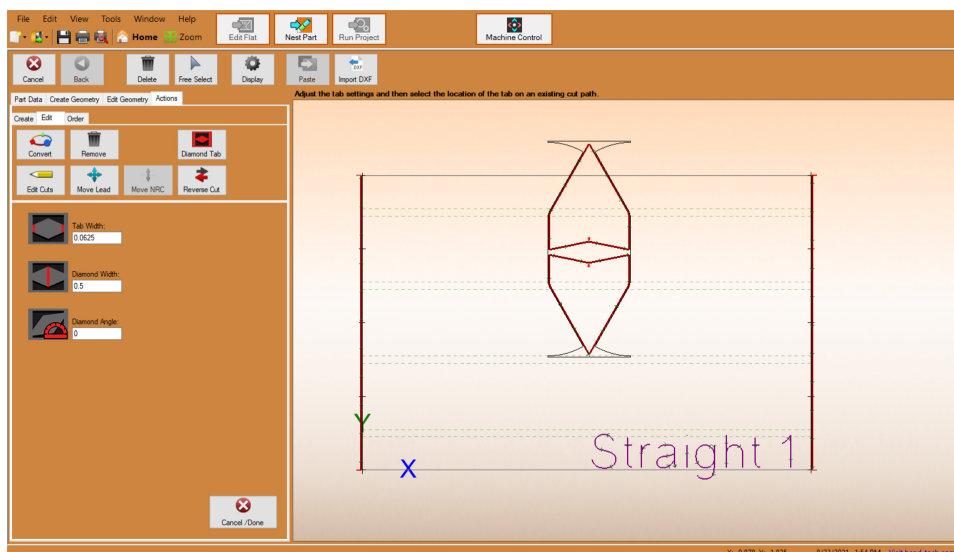 File Edit View Tools Window Help
Home Zoom
Edit Flat
Nest Part
Run Project
Machine Control
Cancel Back Delete Free Select Display Paste Import DXF
DXF
Part Data Create Geometry Edit Geometry Actions
Adjust the tab settings and then select the location of the tab on an existing cut path.
Create Edit Order
Convert Remove Diamond Tab
Edit Cuts Move Lead Move NRC Reverse Cut
Tab Width:
0.0625
Diamond Width:
0.5
Diamond Angle:
0
Y
X
Straight 1
Cancel /Done